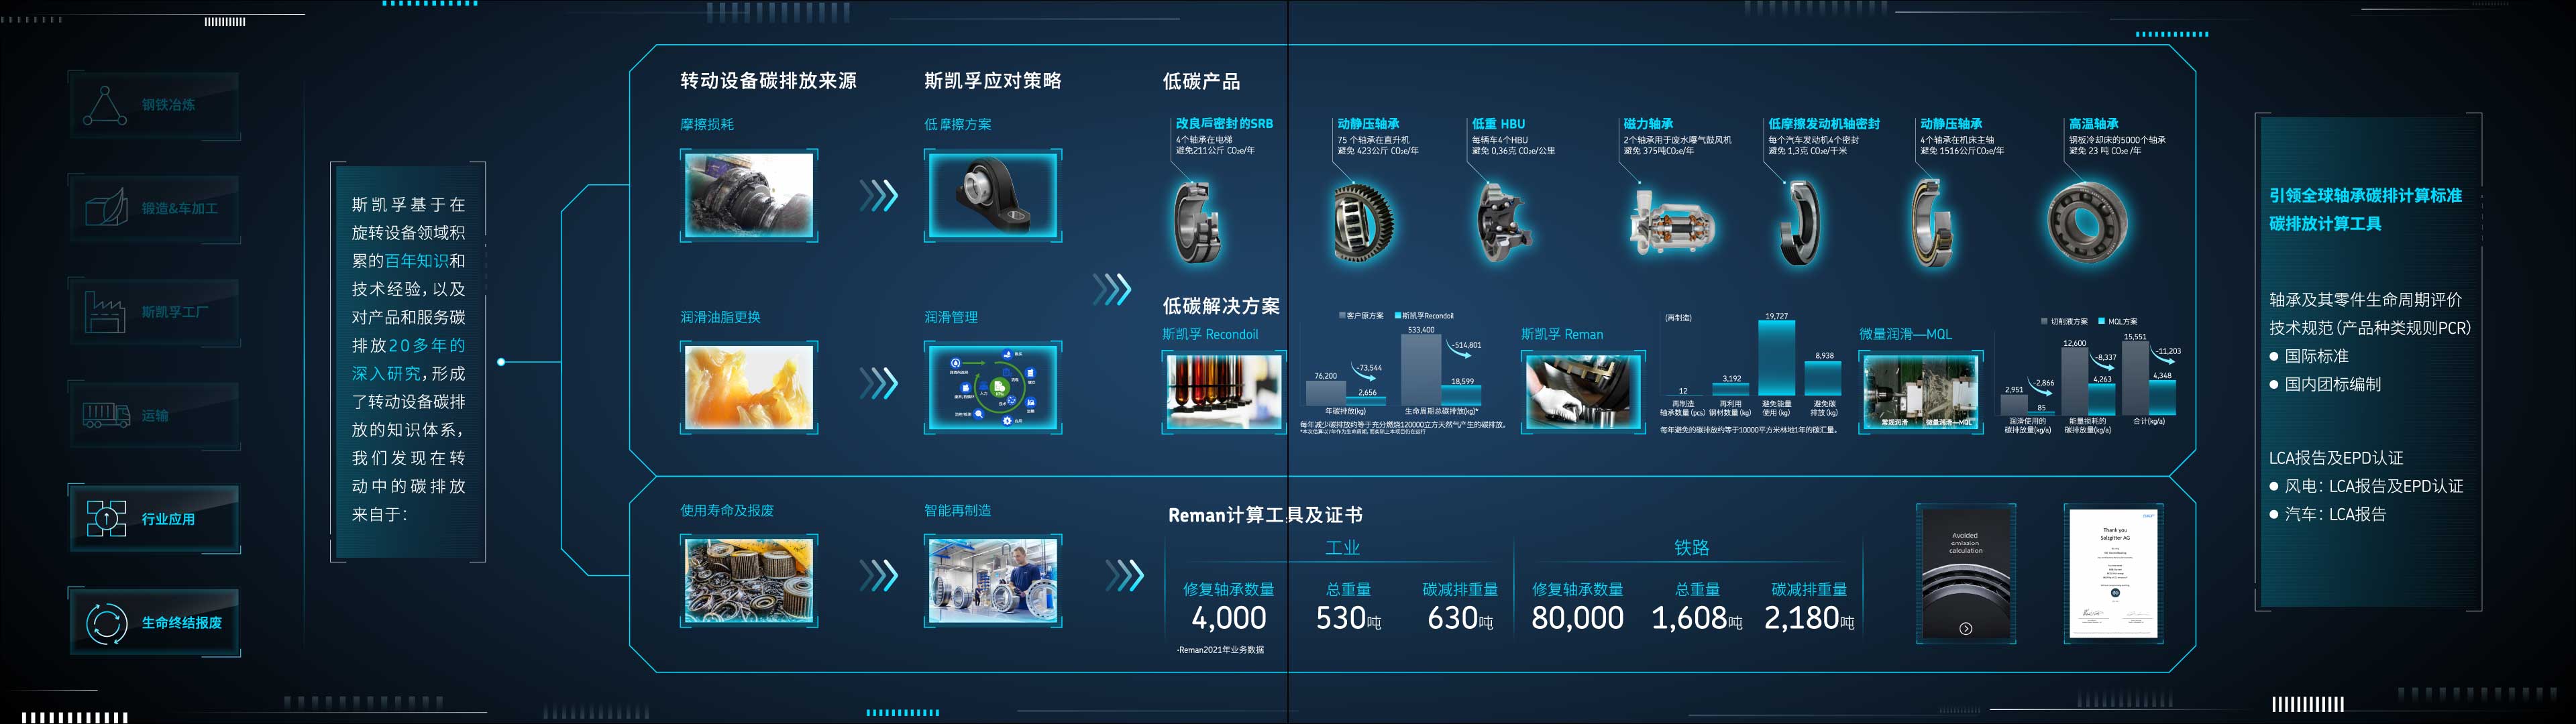 钢铁冶炼
锻造&车加工
斯凯孚工厂
运输
行业应用
生命终结报废
斯凯孚基于在
旋转设备领域积
累的百年知识和
技术经验，以及
对产品和服务碳
排放20多年的
深入研究，形成
了转动设备碳排
放的知识体系，
我们发现在转
动中的碳排放
来自于：
转动设备碳排放来源
斯凯孚应对策略
低碳产品
摩擦损耗
低摩擦方案
改良后密封的SRB
4个轴承在电梯
避免211公斤 CO₂e/年
动静压轴承
75 个轴承在直升机
避免 423公斤 CO₂e/年
低重 HBU
每辆车4个HBU
避免 0,36克 CO₂e/公里
磁力轴承
2个轴承用于废水曝气鼓风机
避免 375吨CO₂e/年
低摩擦发动机轴密封
每个汽车发动机4个密封
避免 1,3克 CO₂e/千米
动静压轴承
4个轴承在机床主轴
避免 1516公斤CO₂e/年
高温轴承
钢板冷却床的5000个轴承
避免 23 吨 CO₂e /年
润滑油脂更换
润滑管理
低碳解决方案
斯凯孚 Recondoil
客户原方案 斯凯孚Recondoil
533,400
-514,801
76,200
-73,544
2,656
18,599
年碳排放(kg)
生命周期总碳排放(kg)*
每年减少碳排放约等于充分燃烧120000立方天然气产生的碳排放。
斯凯孚 Reman
(再制造)
19,727
8,938
3,192
12
再制造
轴承数量 (pcs)
再利用
钢材数量 (kg)
避免能量
使用 (kg)
避免碳
排放 (kg)
每年避免的碳排放约等于10000平方米林地1年的碳汇量。
微量润滑—MQL
常规润滑
微量润滑—MQL
切削液方案 MQL方案
2,951
-2,866
85
12,600
-8,337
4,263
15,551
-11,203
4,348
润滑使用的
碳排放量(kg/a)
能量损耗的
碳排放量(kg/a)
合计(kg/a)
使用寿命及报废
智能再制造
Reman计算工具及证书
工业
修复轴承数量
4,000
总重量
530吨
碳减排重量
630吨
铁路
修复轴承数量
80,000
总重量
1,608吨
碳减排重量
2,180吨
-Reman2021年业务数据
Avoided
emission
calculation
Thank you
Salzgitter AG
引领全球轴承碳排计算标准
碳排放计算工具
轴承及其零件生命周期评价
技术规范（产品种类规则PCR）
● 国际标准
● 国内团标编制
LCA报告及EPD认证
● 风电：LCA报告及EPD认证
● 汽车：LCA报告